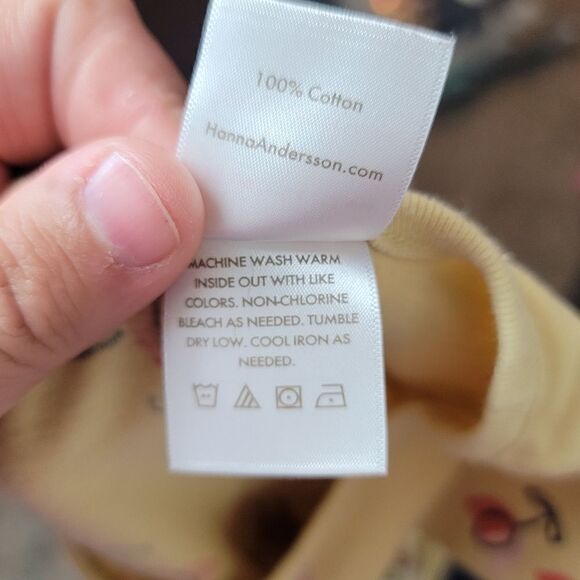 100% Cotton
HannaAndersson.com
MACHINE WASH WARM
INSIDE OUT WITH LIKE
COLORS. NON-CHLORINE
BLEACH AS NEEDED. TUMBLE
DRY LOW. COOL IRON AS
NEEDED.